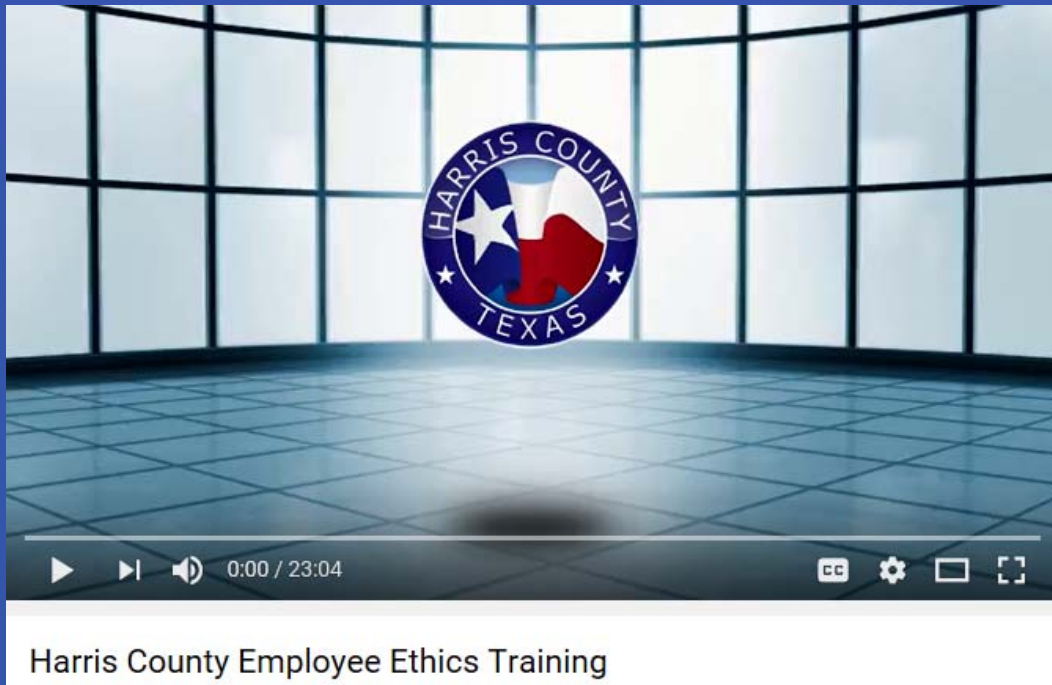 HARRIS COUNTY
TEXAS
0:00 / 23:04
CC
Harris County Employee Ethics Training